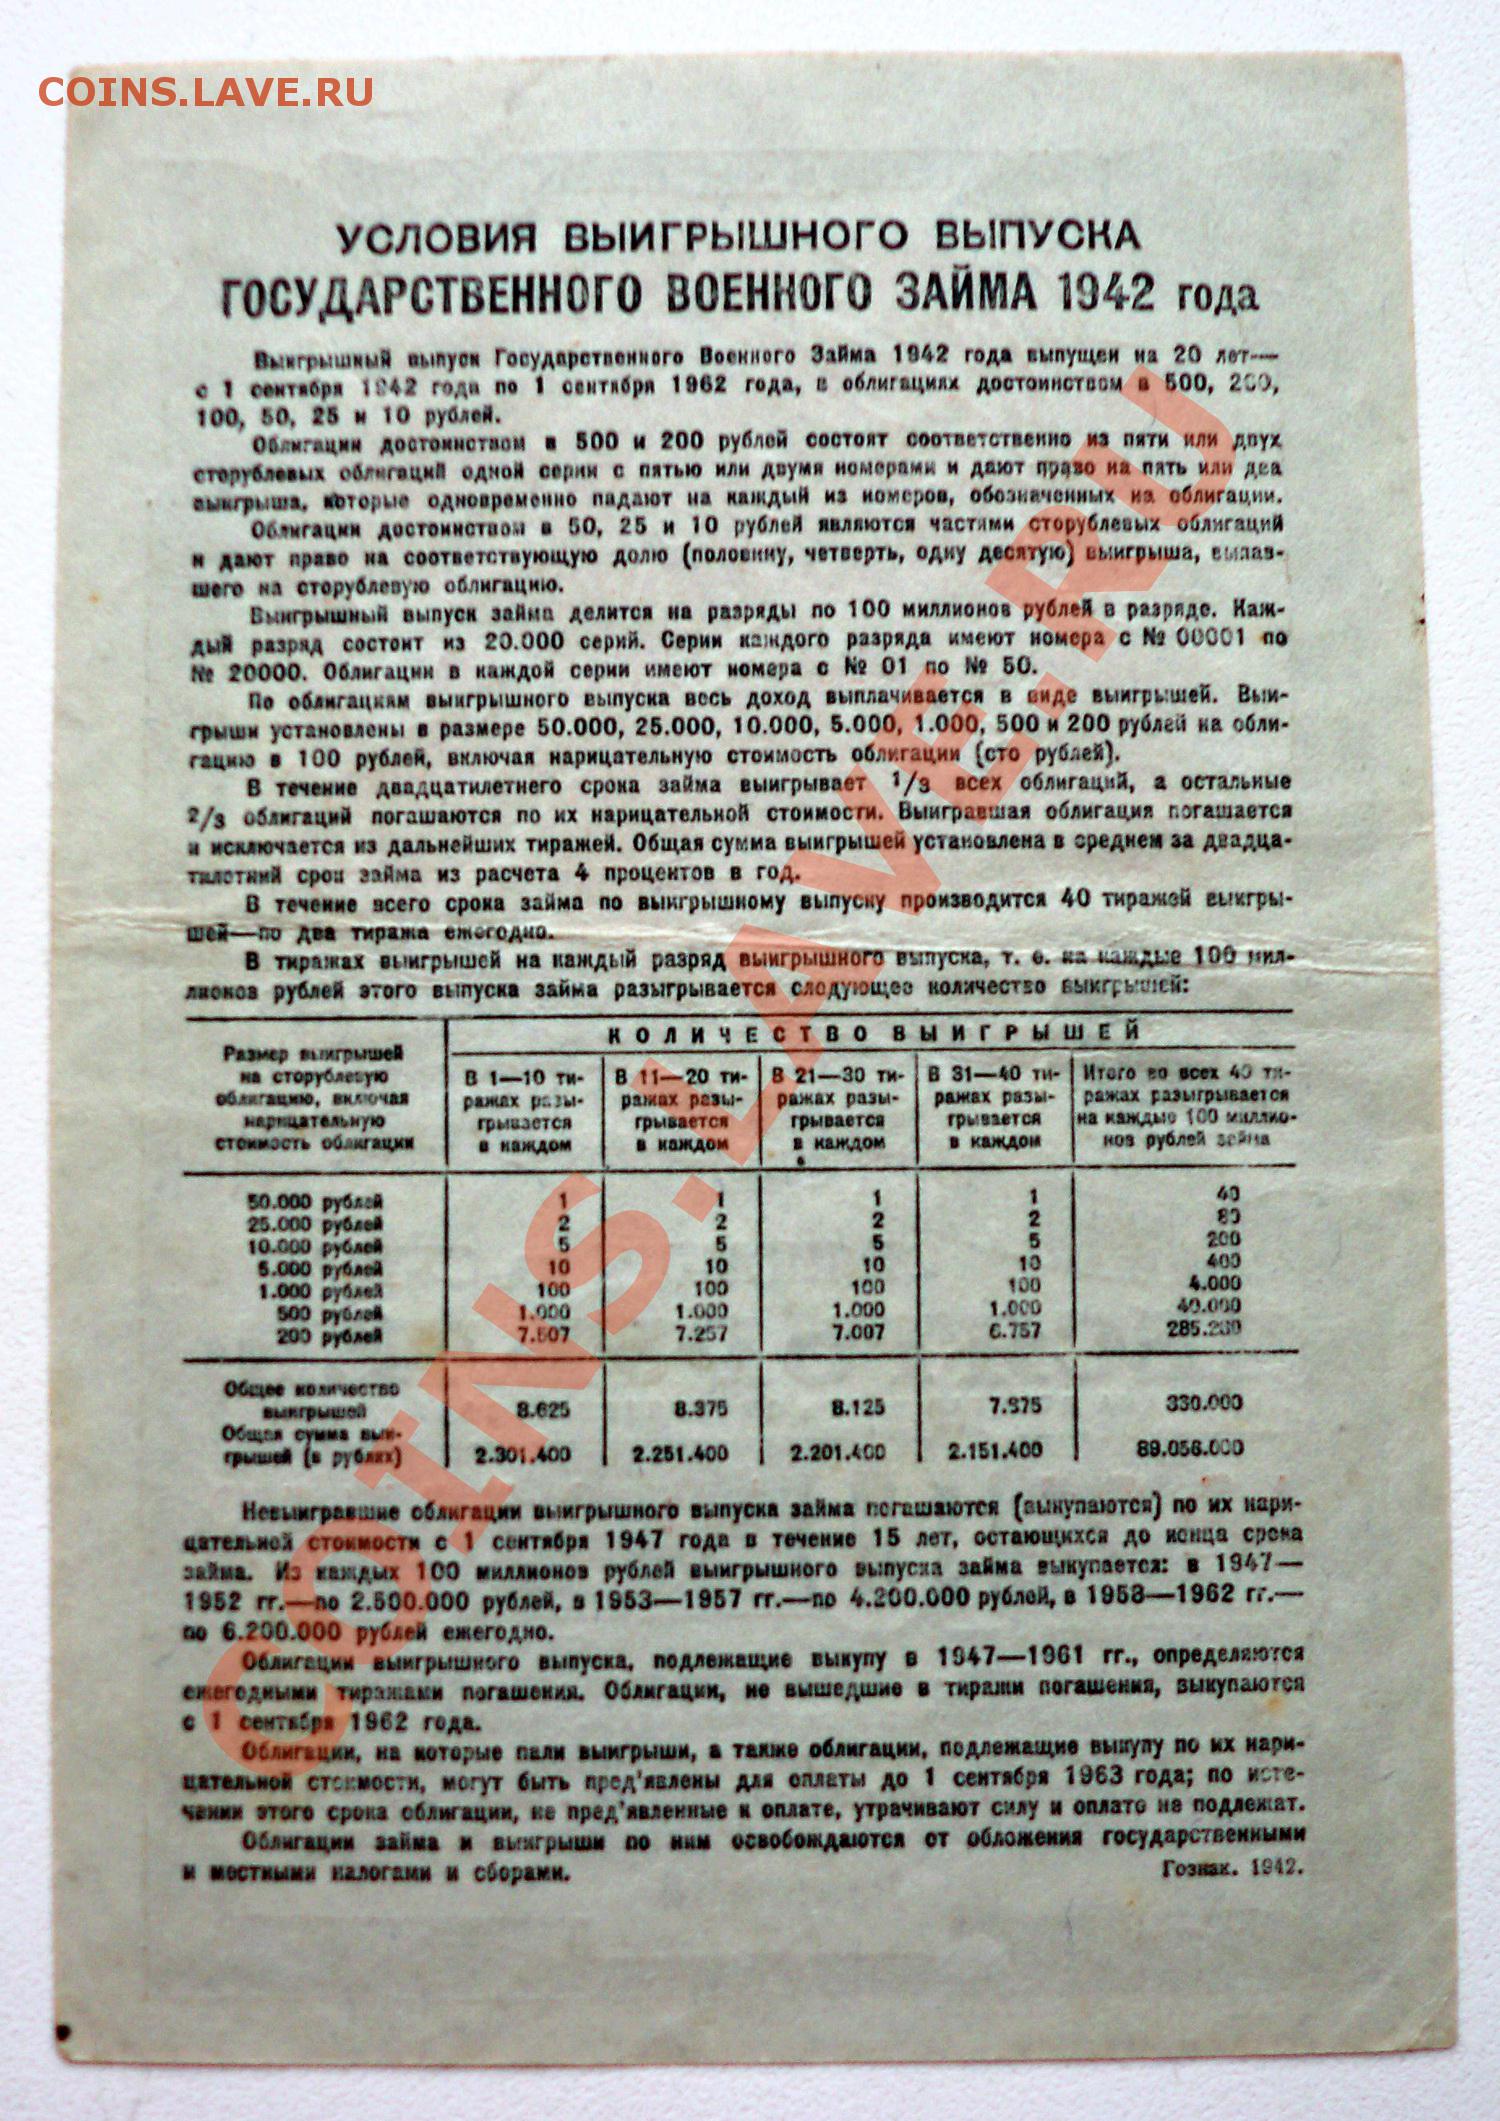 COINS.LAVE.RU
УСЛОВИЯ ВЫИГРЫШНОГО ВЫПУСКА
ГОСУДАРСТВЕННОГО ВОЕННОГО ЗАЙМА 1942 года
Выигрышный выпуск Государственного Военного Займа 1942 года выпущен на 20 лет—
с 1 сентября 1942 года по 1 сентября 1962 года, в облигациях достоинством в 500, 200,
100, 50, 25 и 10 рублей.
Облигации достоинством в 500 и 200 рублей состоят соответственно из пяти или двух
сторублевых облигаций одной серии с пятью или двумя номерами и дают право на пять или два
выигрыша, которые одновременно падают на каждый из номеров, обозначенных на облигации.
Облигации достоинством в 50, 25 и 10 рублей являются частями сторублевых облигаций
и дают право на соответствующую долю (половину, четверть, одну десятую) выигрыша, выпав-
шего на сторублевую облигацию.
Выигрышный выпуск займа делится на разряды по 100 миллионов рублей в разряде. Каж-
дый разряд состоит из 20.000 серий. Серии каждого разряда имеют номера с № 00001 по
№ 20000. Облигации в каждой серии имеют номера с № 01 по № 50.
По облигациям выигрышного выпуска весь доход выплачивается в виде выигрышей. Выи-
грыши установлены в размере 50.000, 25.000, 10.000, 5.000, 1.000, 500 и 200 рублей на обли-
гацию в 100 рублей, включая нарицательную стоимость облигации (сто рублей).
В течение двадцатилетнего срока займа выигрывает 1/3 всех облигаций, а остальные
2/3 облигаций погашаются по их нарицательной стоимости. Выигравшая облигация погашается
и исключается из дальнейших тиражей. Общая сумма выигрышей установлена в среднем за двадца-
тилетний срок займа из расчета 4 процентов в год.
В течение всего срока займа по выигрышному выпуску производится 40 тиражей выигры-
шей—по два тиража ежегодно.
В тиражах выигрышей на каждый разряд выигрышного выпуска, т. е. на каждые 100 мил-
лионов рублей этого выпуска займа разыгрывается следующее количество выигрышей:
Размер выигрышей на сторублевую облигацию, включая нарицательную стоимость облигации
КОЛИЧЕСТВО ВЫИГРЫШЕЙ
В 1—10 ти- В 11—20 ти- В 21—30 ти- В 31—40 ти- Итого во всех 40 ти-
ражах разы- ражах разы- ражах разы- ражах разы- ражах разыгрывается
грывается грывается грывается грывается на каждые 100 миллио-
в каждом в каждом в каждом в каждом нов рублей займа
50.000 рублей 1 1 1 1 40
25.000 рублей 2 2 2 2 80
10.000 рублей 5 5 5 5 200
5.000 рублей 10 10 10 10 400
1.000 рублей 100 100 100 100 4.000
500 рублей 1.000 1.000 1.000 1.000 40.000
200 рублей 7.507 7.257 7.007 6.757 285.280
Общее количество
выигрышей 8.625 8.375 8.125 7.875 330.000
Общая сумма выи-
грышей (в рублях) 2.301.400 2.251.400 2.201.400 2.151.400 89.056.000
Невыигравшие облигации выигрышного выпуска займа погашаются (выкупаются) по их нари-
цательной стоимости с 1 сентября 1947 года в течение 15 лет, остающихся до конца срока
займа. Из каждых 100 миллионов рублей выигрышного выпуска займа выкупается: в 1947—
1952 гг.—по 2.500.000 рублей, в 1953—1957 гг.—по 4.200.000 рублей, в 1958—1962 гг.—
по 6.200.000 рублей ежегодно.
Облигации выигрышного выпуска, подлежащие выкупу в 1947—1961 гг., определяются
ежегодными тиражами погашения. Облигации, не вышедшие в тиражи погашения, выкупаются
с 1 сентября 1962 года.
Облигации, на которые пали выигрыши, а также облигации, подлежащие выкупу по их нари-
цательной стоимости, могут быть пред'явлены для оплаты до 1 сентября 1963 года; по исте-
чении этого срока облигации, не пред'явленные к оплате, утрачивают силу и оплате не подлежат.
Облигации займа и выигрыши по ним освобождаются от обложения государственными
и местными налогами и сборами.
Гознак. 1942.
COINS.LAVE.RU